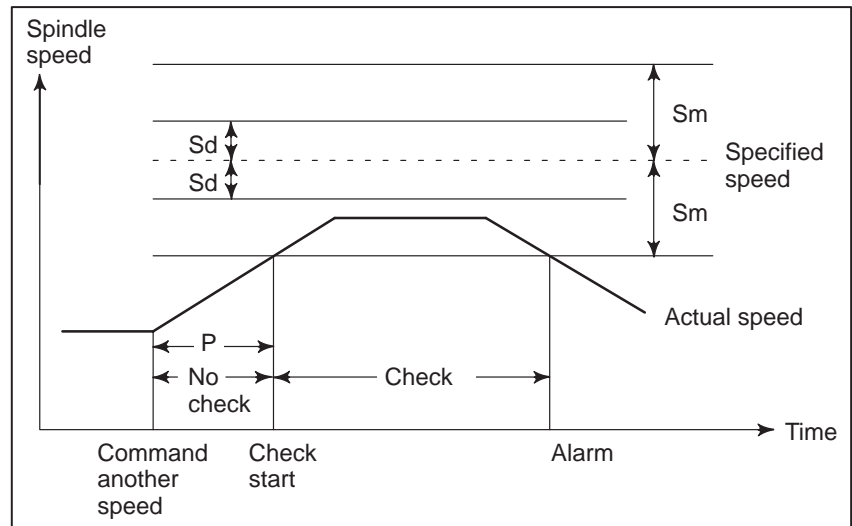 Spindle
speed
Sm
Sd
Specified
speed
Sd
Sm
Actual speed
P
No
check
Check
Time
Command
another
speed
Check
start
Alarm